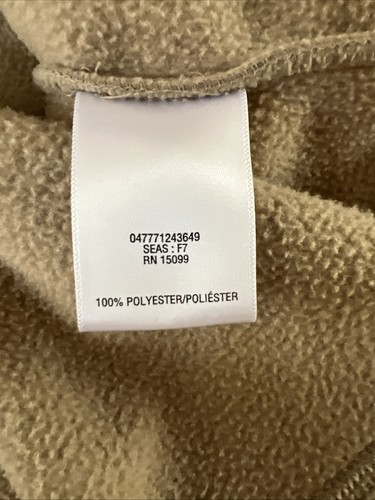 047771243649
SEAS : F7
RN 15099
100% POLYESTER/POLIÉSTER